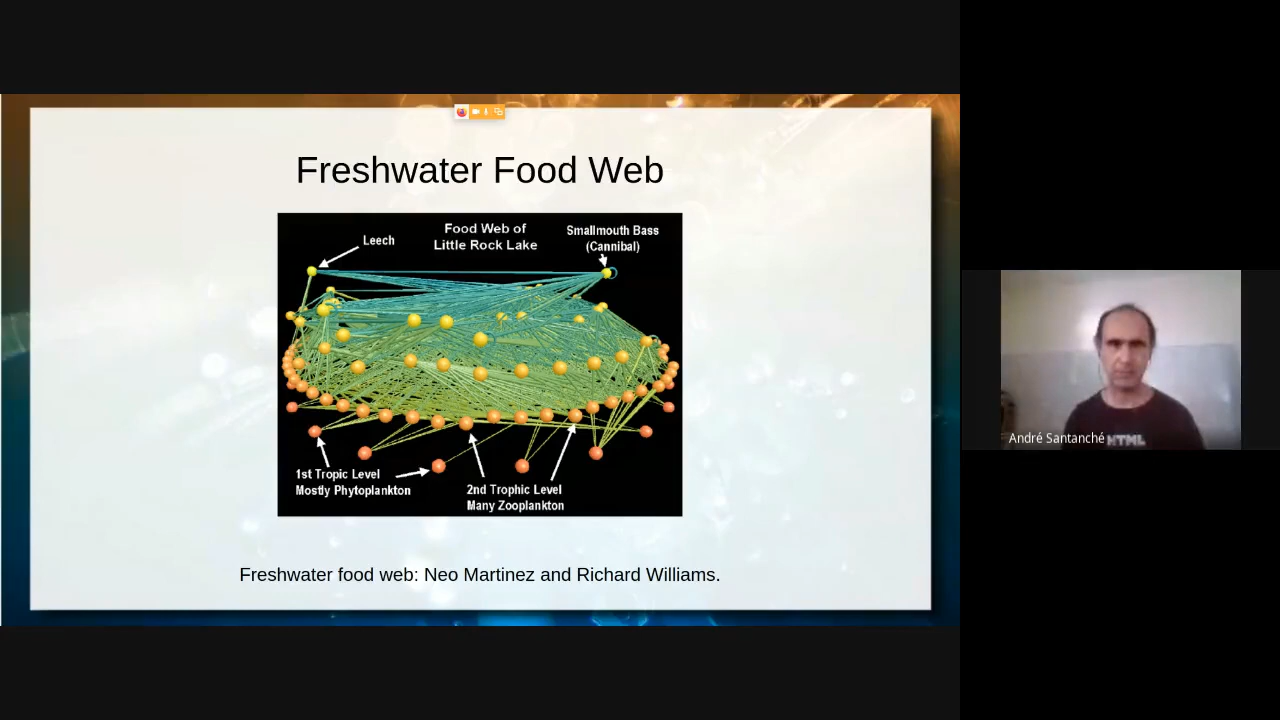 Freshwater Food Web
Food Web of
Little Rock Lake
Leech
Smallmouth Bass
(Cannibal)
1st Tropic Level
Mostly Phytoplankton
2nd Trophic Level
Many Zooplankton
Freshwater food web: Neo Martinez and Richard Williams.
André Santanché
HTML